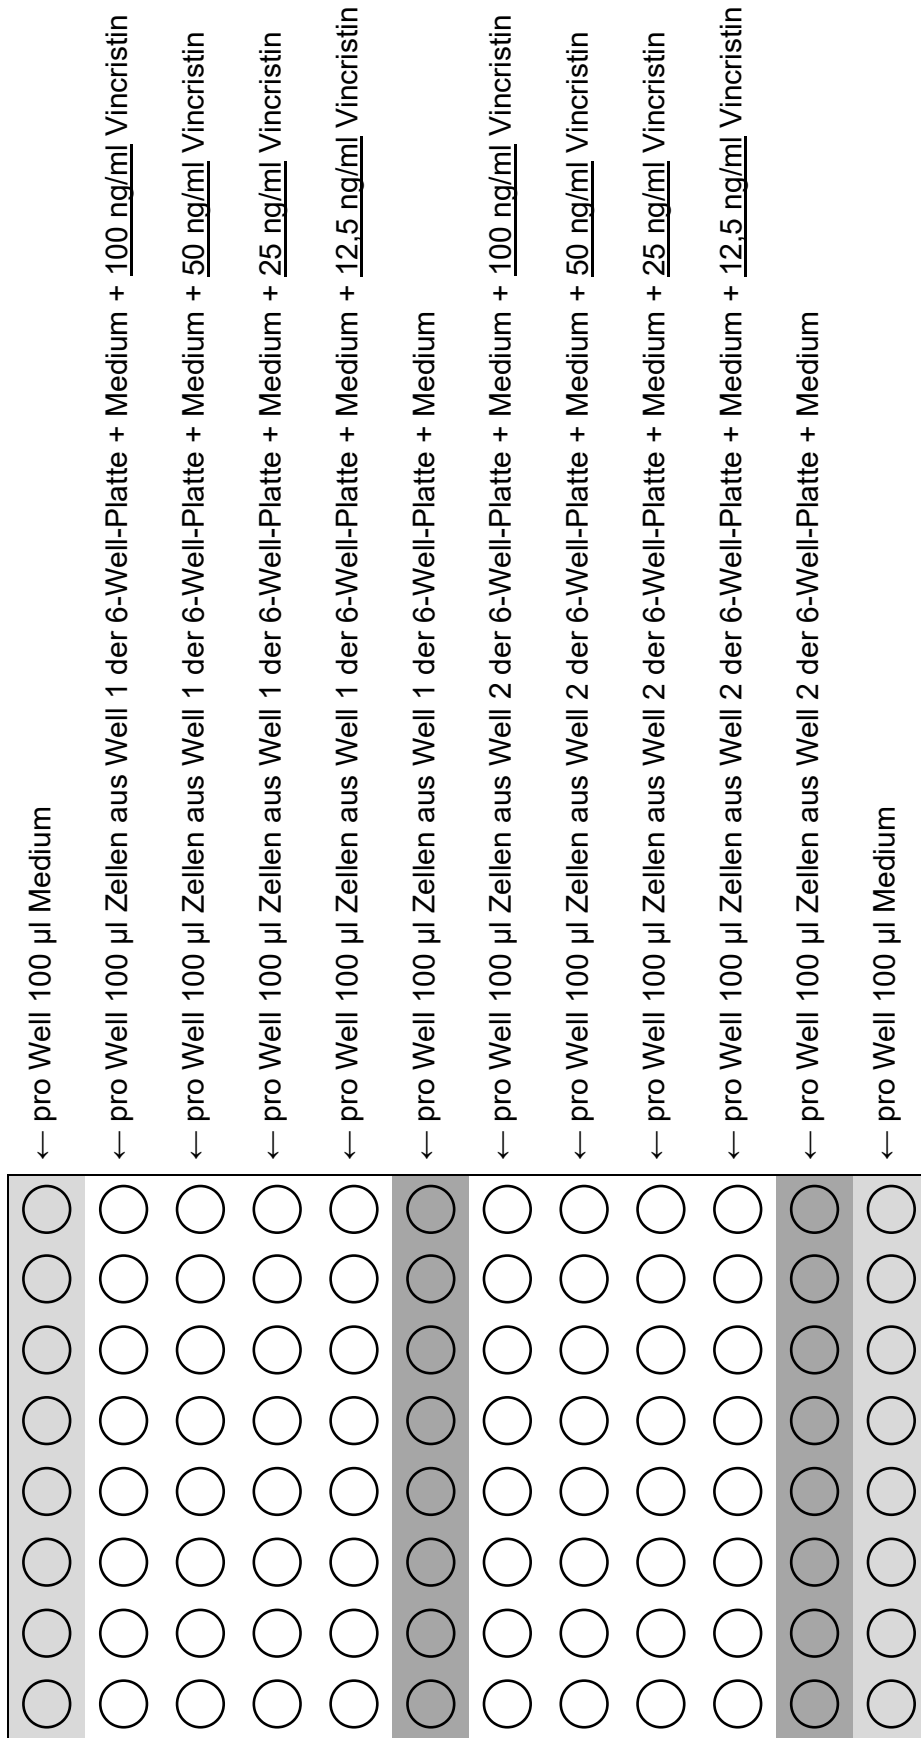 ← pro Well 100 µl Medium
← pro Well 100 µl Zellen aus Well 1 der 6-Well-Platte + Medium + 100 ng/ml Vincristin
← pro Well 100 µl Zellen aus Well 1 der 6-Well-Platte + Medium + 50 ng/ml Vincristin
← pro Well 100 µl Zellen aus Well 1 der 6-Well-Platte + Medium + 25 ng/ml Vincristin
← pro Well 100 µl Zellen aus Well 1 der 6-Well-Platte + Medium + 12,5 ng/ml Vincristin
← pro Well 100 µl Zellen aus Well 1 der 6-Well-Platte + Medium
← pro Well 100 µl Zellen aus Well 2 der 6-Well-Platte + Medium + 100 ng/ml Vincristin
← pro Well 100 µl Zellen aus Well 2 der 6-Well-Platte + Medium + 50 ng/ml Vincristin
← pro Well 100 µl Zellen aus Well 2 der 6-Well-Platte + Medium + 25 ng/ml Vincristin
← pro Well 100 µl Zellen aus Well 2 der 6-Well-Platte + Medium + 12,5 ng/ml Vincristin
← pro Well 100 µl Zellen aus Well 2 der 6-Well-Platte + Medium
← pro Well 100 µl Medium